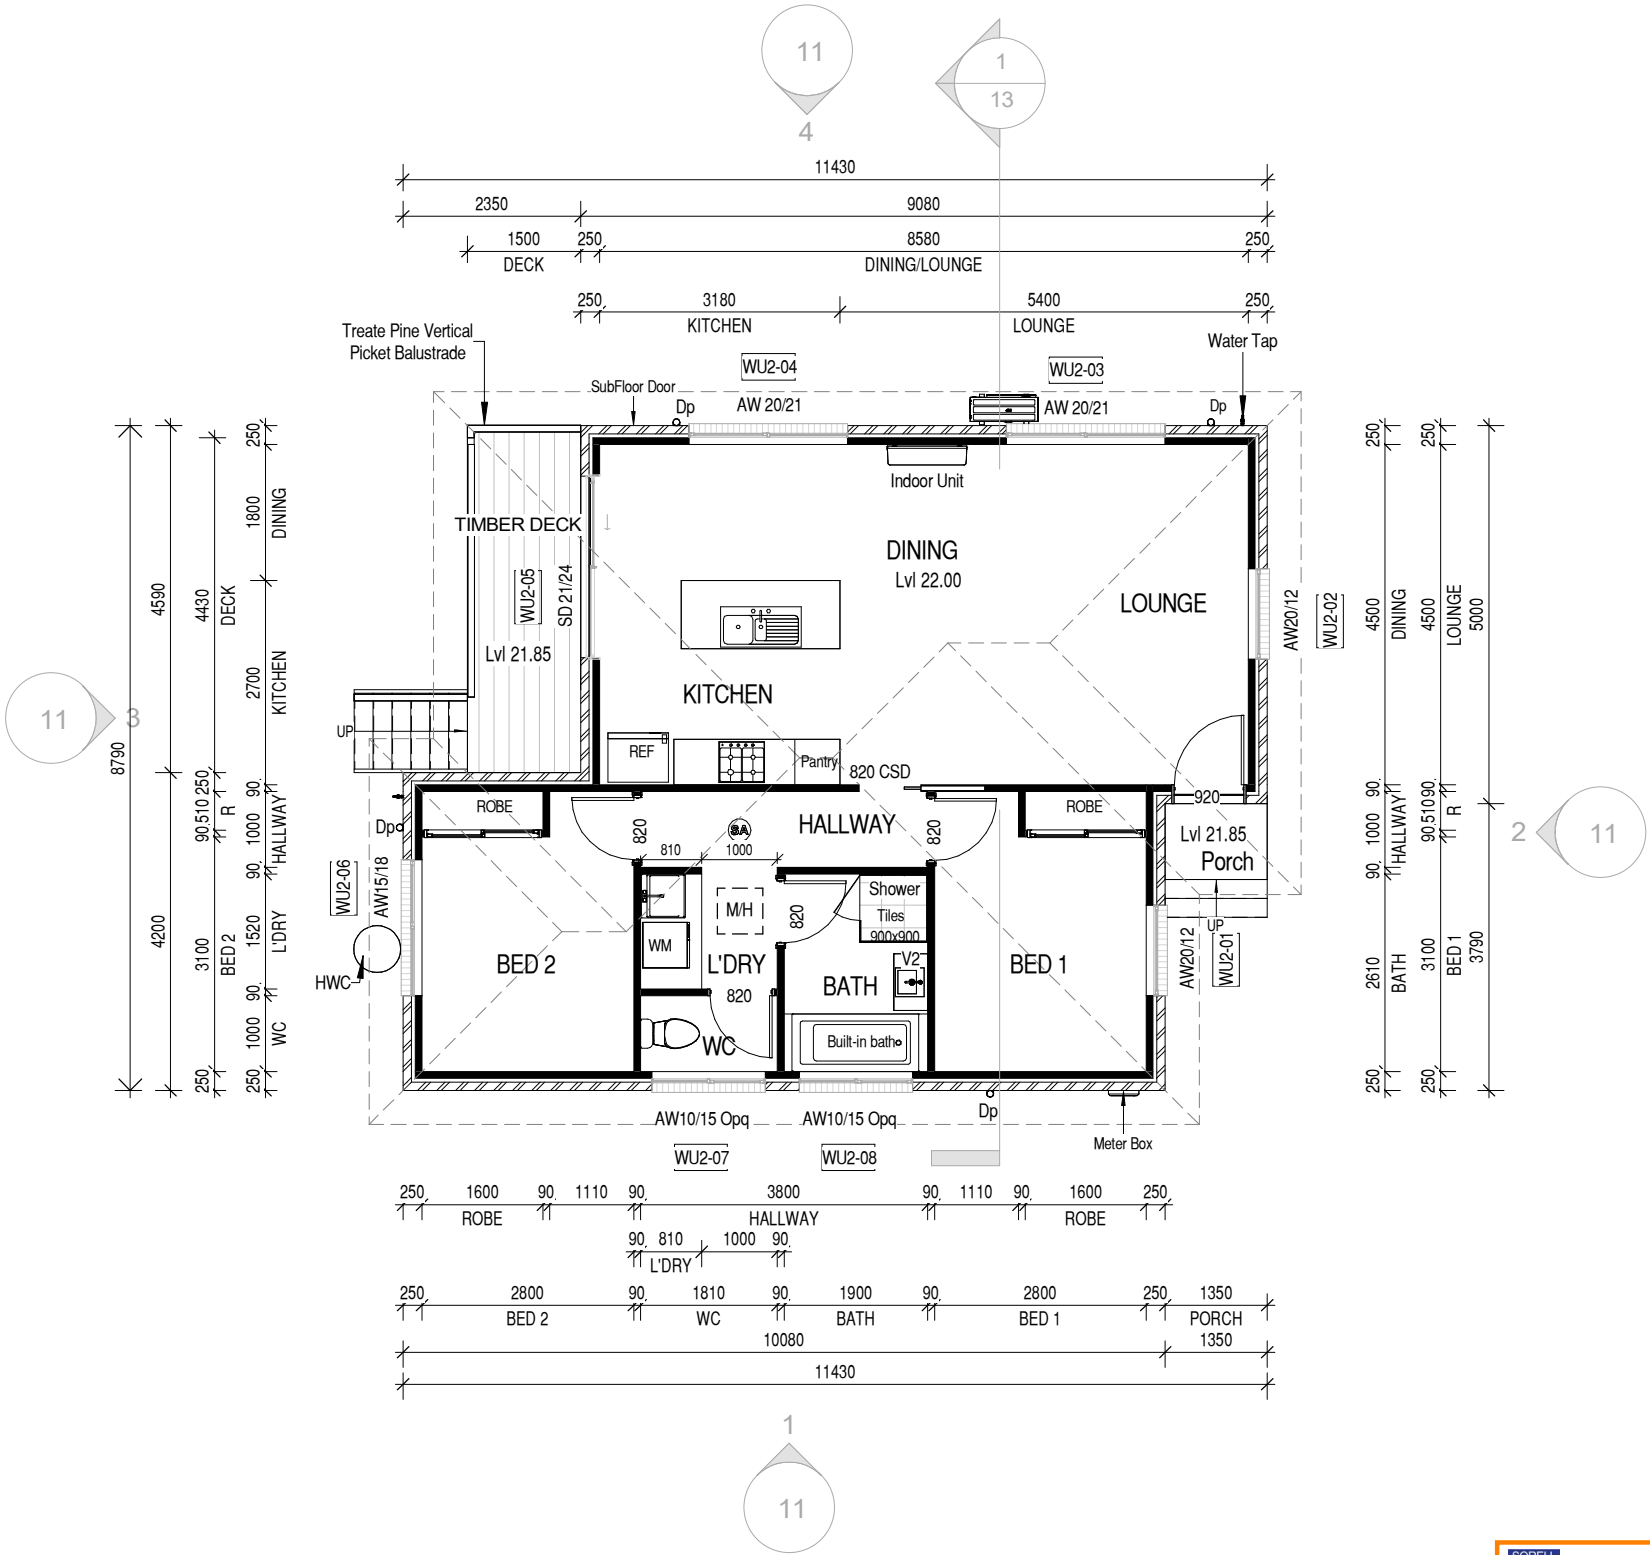 11
4
1
13
11430
2350
9080
1500
250
8580
250
DECK
DINING/LOUNGE
250
3180
5400
250
KITCHEN
LOUNGE
Treate Pine Vertical
Picket Balustrade
Water Tap
WU2-04
WU2-03
SubFloor Door
Dp
AW 20/21
AW 20/21
Dp
Indoor Unit
TIMBER DECK
WU2-05
SD 21/24
Lvl 21.85
DINING
Lvl 22.00
LOUNGE
AW20/12
WU2-02
KITCHEN
REF
Pantry
820 CSD
UP
11
3
8790
4590
4200
250
4430
DECK
250
90
510
R
90
3100
BED 2
250
250
1800
DINING
2700
KITCHEN
90
1000
HALLWAY
90
1520
L'DRY
90
1000
WC
250
250
4500
DINING
90
1000
HALLWAY
90
2610
BATH
250
250
4500
LOUNGE
90
510
R
90
3100
BED 1
250
5000
3790
2
11
ROBE
820
SA
HALLWAY
820
ROBE
920
Lvl 21.85
Porch
UP
810
1000
Dp
WU2-06
AW15/18
HWC
M/H
820
Shower
Tiles
900x900
WM
BED 2
L'DRY
820
V2
BATH
BED 1
AW20/12
WU2-01
WC
Built-in bath
AW10/15 Opq
AW10/15 Opq
Dp
Meter Box
WU2-07
WU2-08
250
1600
90
1110
90
3800
90
1110
90
1600
250
ROBE
HALLWAY
ROBE
90
810
1000
90
L'DRY
250
2800
90
1810
90
1900
90
2800
250
1350
BED 2
WC
BATH
BED 1
PORCH
10080
1350
11430
1
11